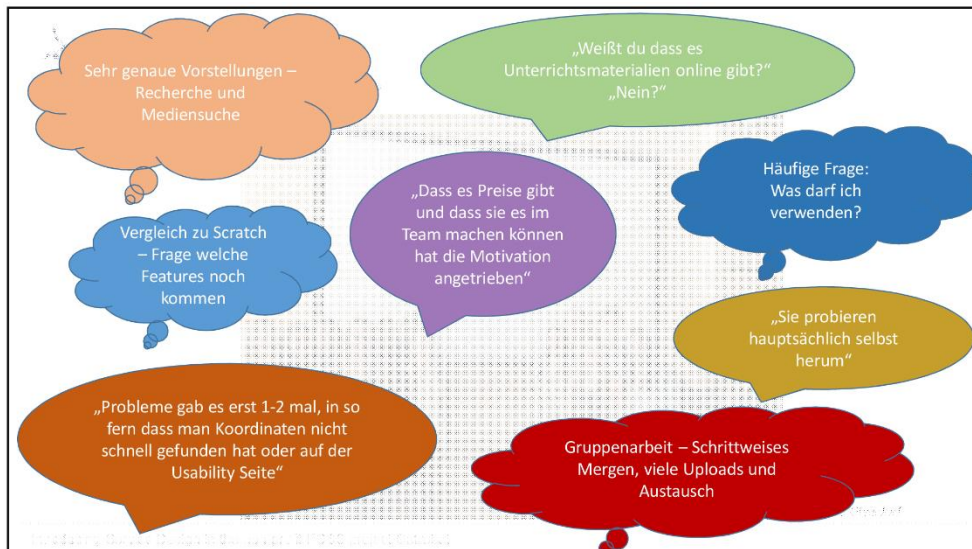 Sehr genaue Vorstellungen –
Recherche und
Mediensuche
„Weißt du dass es
Unterrichtsmaterialien online gibt?“
„Nein?“
Häufige Frage:
Was darf ich
verwenden?
„Dass es Preise gibt
und dass sie es im
Team machen können
hat die Motivation
angetrieben“
Vergleich zu Scratch
– Frage welche
Features noch
kommen
„Sie probieren
hauptsächlich selbst
herum“
„Probleme gab es erst 1-2 mal, in so
fern dass man Koordinaten nicht
schnell gefunden hat oder auf der
Usability Seite“
Gruppenarbeit – Schrittweises
Mergen, viele Uploads und
Austausch